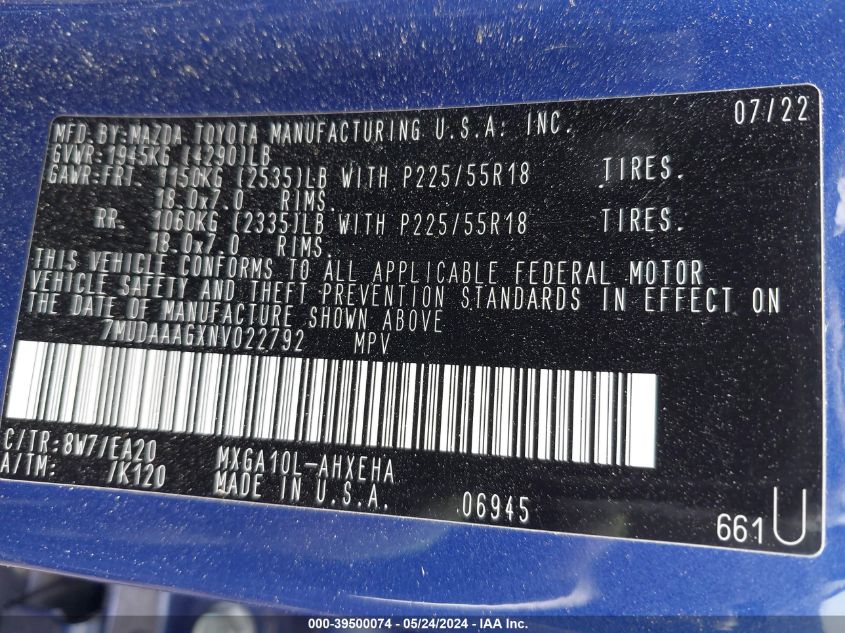 07/22
MFD.BY:MAZDA TOYOTA MANUFACTURING U.S.A: INC.
GVWR:1945KG (4290)LB
GAWR:FRT. 1150KG (2535)LB WITH P225/55R18 TIRES.
18.0x7.0 RIMS.
RR. 1060KG (2335)LB WITH P225/55R18 TIRES.
18.0x7.0 RIMS.
THIS VEHICLE CONFORMS TO ALL APPLICABLE FEDERAL MOTOR
VEHICLE SAFETY AND THEFT PREVENTION STANDARDS IN EFFECT ON
THE DATE OF MANUFACTURE SHOWN ABOVE
7MUDAAAGXNV022792 MPV
C/TR:8W7/EA20 MXGA10L-AHXEHA
A/TM: /K120 MADE IN U.S.A. 06945
661U
000-39500074 / 05/24/2024 - IAA Inc.